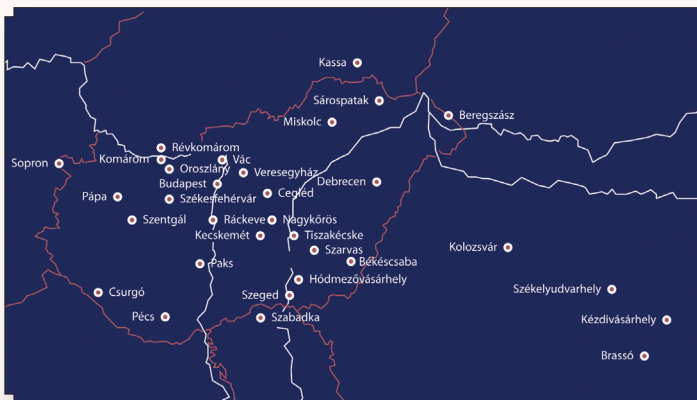 Kassa
Sárospatak
Beregszász
Miskolc
Révkomárom
Komárom
Vác
Sopron
Oroszlány
Veresegyház
Budapest
Debrecen
Cegléd
Pápa
Székesfehérvár
Szentgál
Ráckeve
Nagykőrös
Kecskemét
Tiszakécske
Kolozsvár
Szarvas
Békéscsaba
Paks
Hódmezővásárhely
Székelyudvarhely
Csurgó
Szeged
Pécs
Szabadka
Kézdivásárhely
Brassó